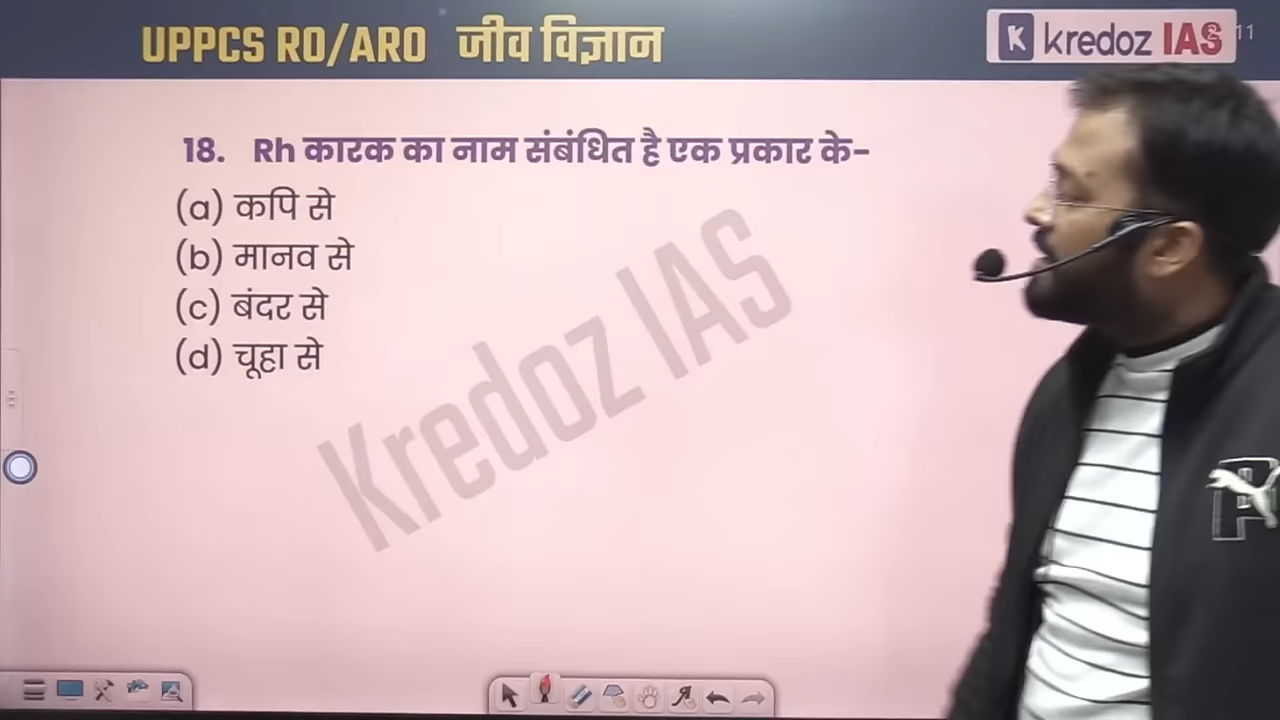 UPPCS RO/ARO जीव विज्ञान
kredoz IAS
18. Rh कारक का नाम संबंधित है एक प्रकार के-
(a) कपि से
(b) मानव से
(c) बंदर से
(d) चूहा से
Kredoz IAS